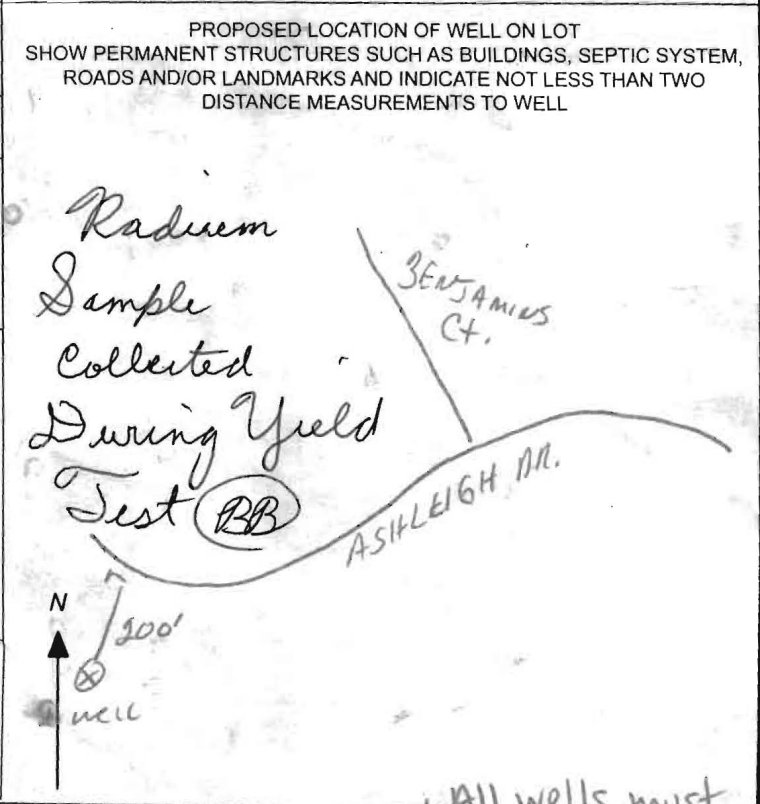 PROPOSED LOCATION OF WELL ON LOT
SHOW PERMANENT STRUCTURES SUCH AS BUILDINGS, SEPTIC SYSTEM,
ROADS AND/OR LANDMARKS AND INDICATE NOT LESS THAN TWO
DISTANCE MEASUREMENTS TO WELL
Radium
Sample
Collected
During Yield
Test BB
BENJAMINS
Ct.
ASHLEIGH DR.
N
200'
well
All wells must